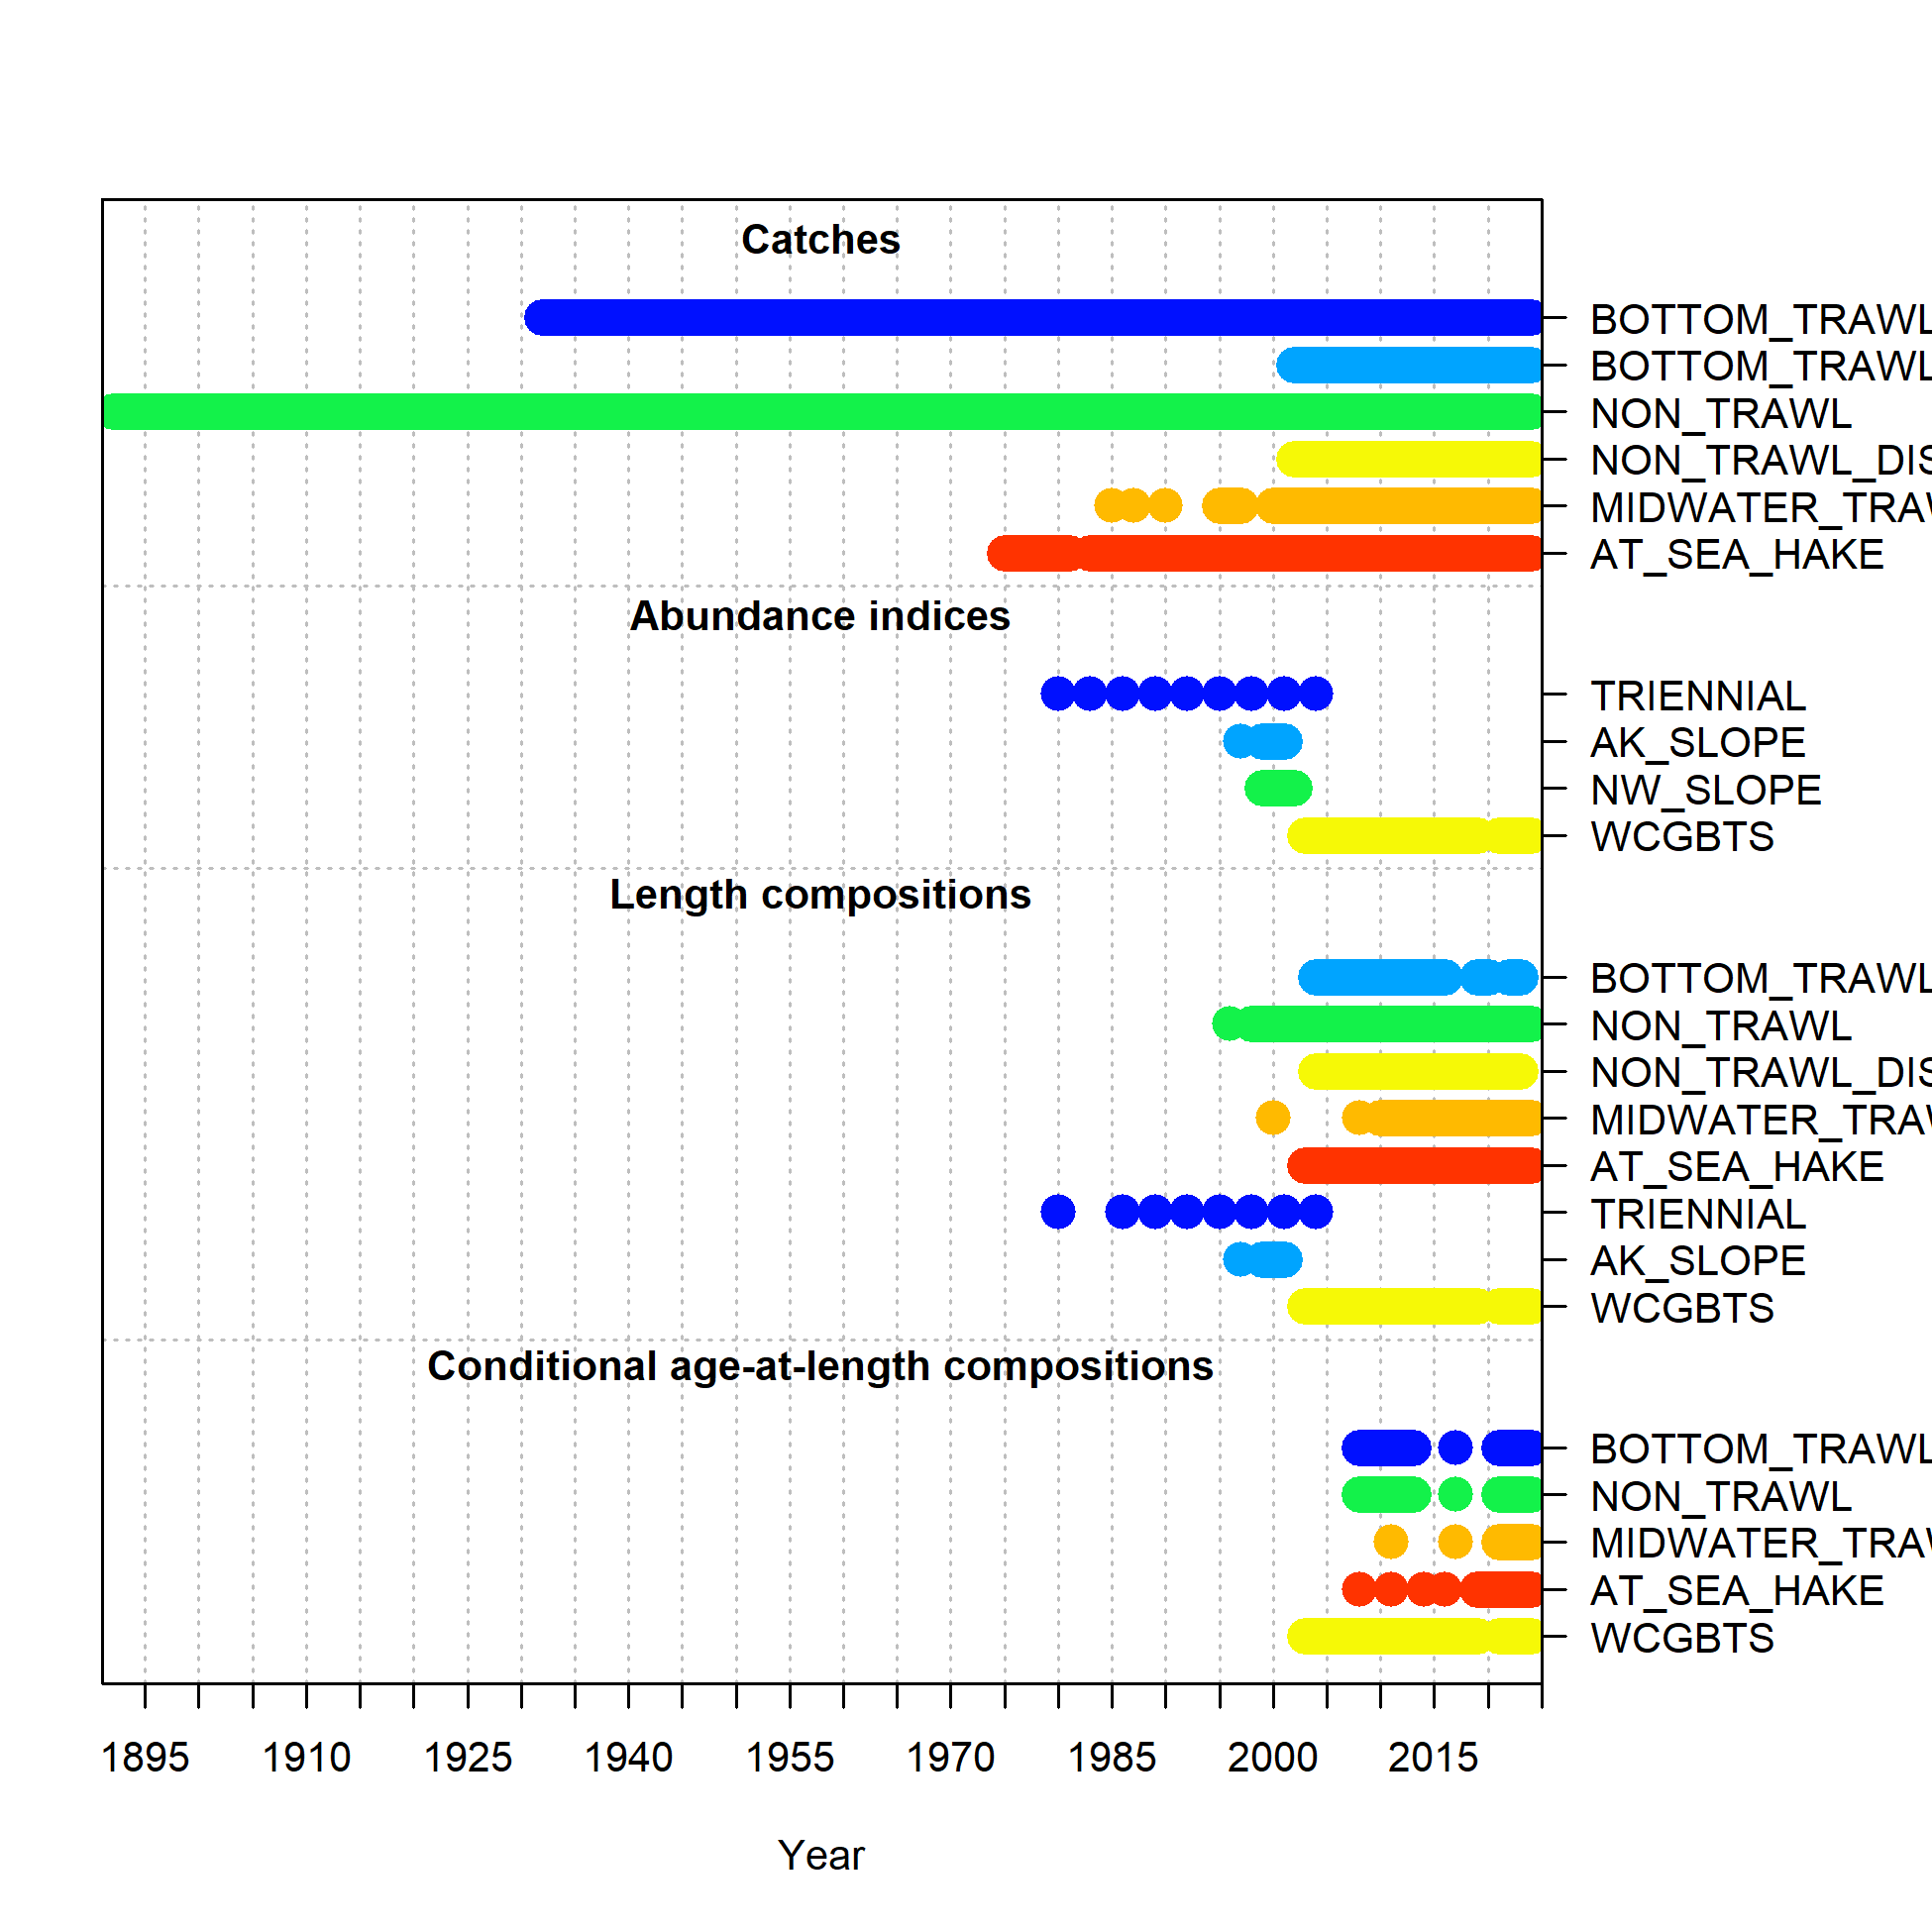 Catches
BOTTOM_TRAWL
BOTTOM_TRAWL
NON_TRAWL
NON_TRAWL_DIS
MIDWATER_TRAW
AT_SEA_HAKE
Abundance indices
TRIENNIAL
AK_SLOPE
NW_SLOPE
WCGBTS
Length compositions
BOTTOM_TRAWL
NON_TRAWL
NON_TRAWL_DIS
MIDWATER_TRAW
AT_SEA_HAKE
TRIENNIAL
AK_SLOPE
WCGBTS
Conditional age-at-length compositions
BOTTOM_TRAWL
NON_TRAWL
MIDWATER_TRAW
AT_SEA_HAKE
WCGBTS
1895 1910 1925 1940 1955 1970 1985 2000 2015
Year